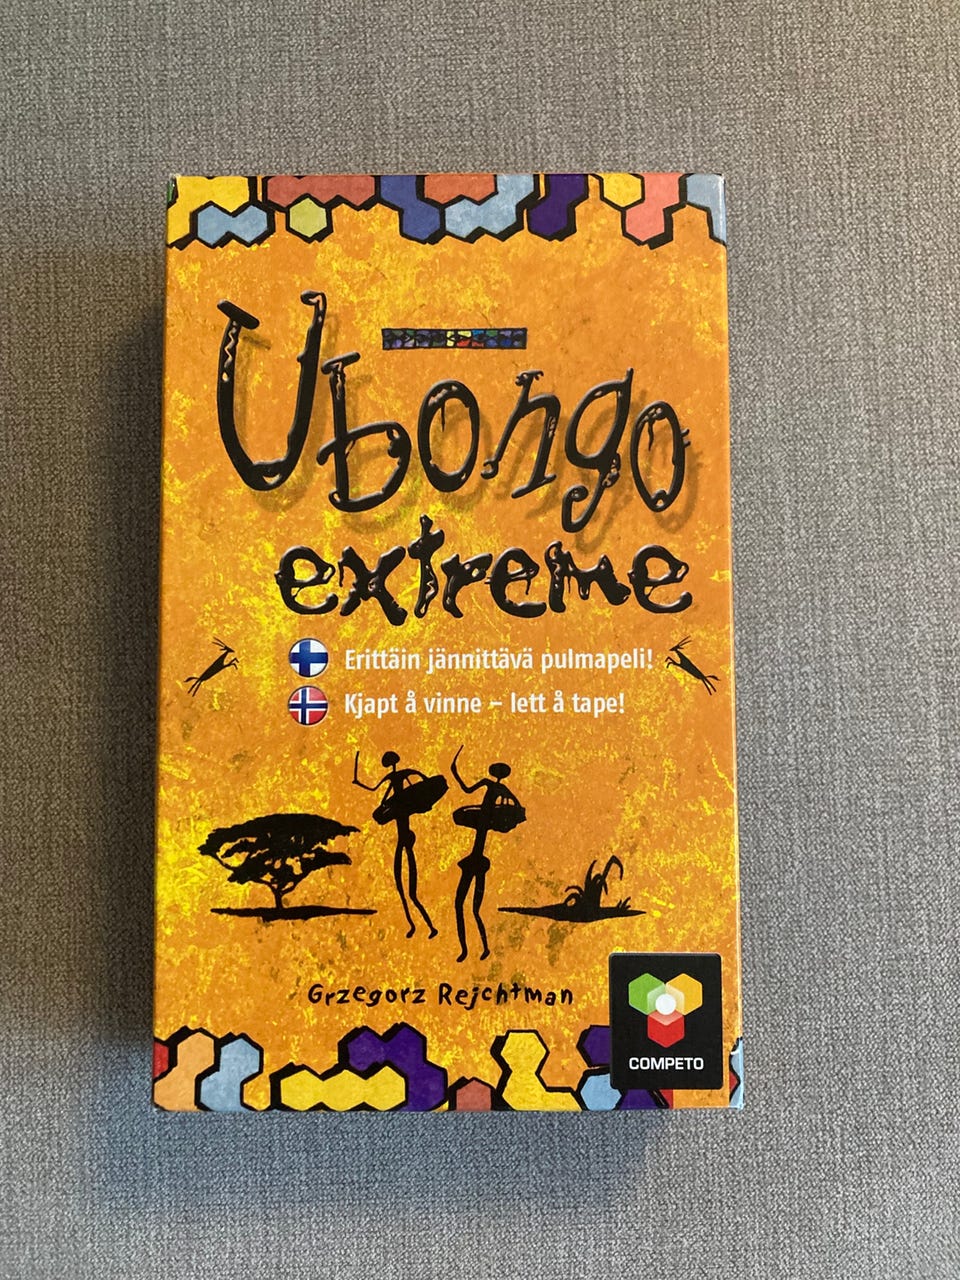 Ubongo
extreme
Erittäin jännittävä pulmapeli!
Kjapt å vinne – lett å tape!
Grzegorz Rejchtman
COMPETO